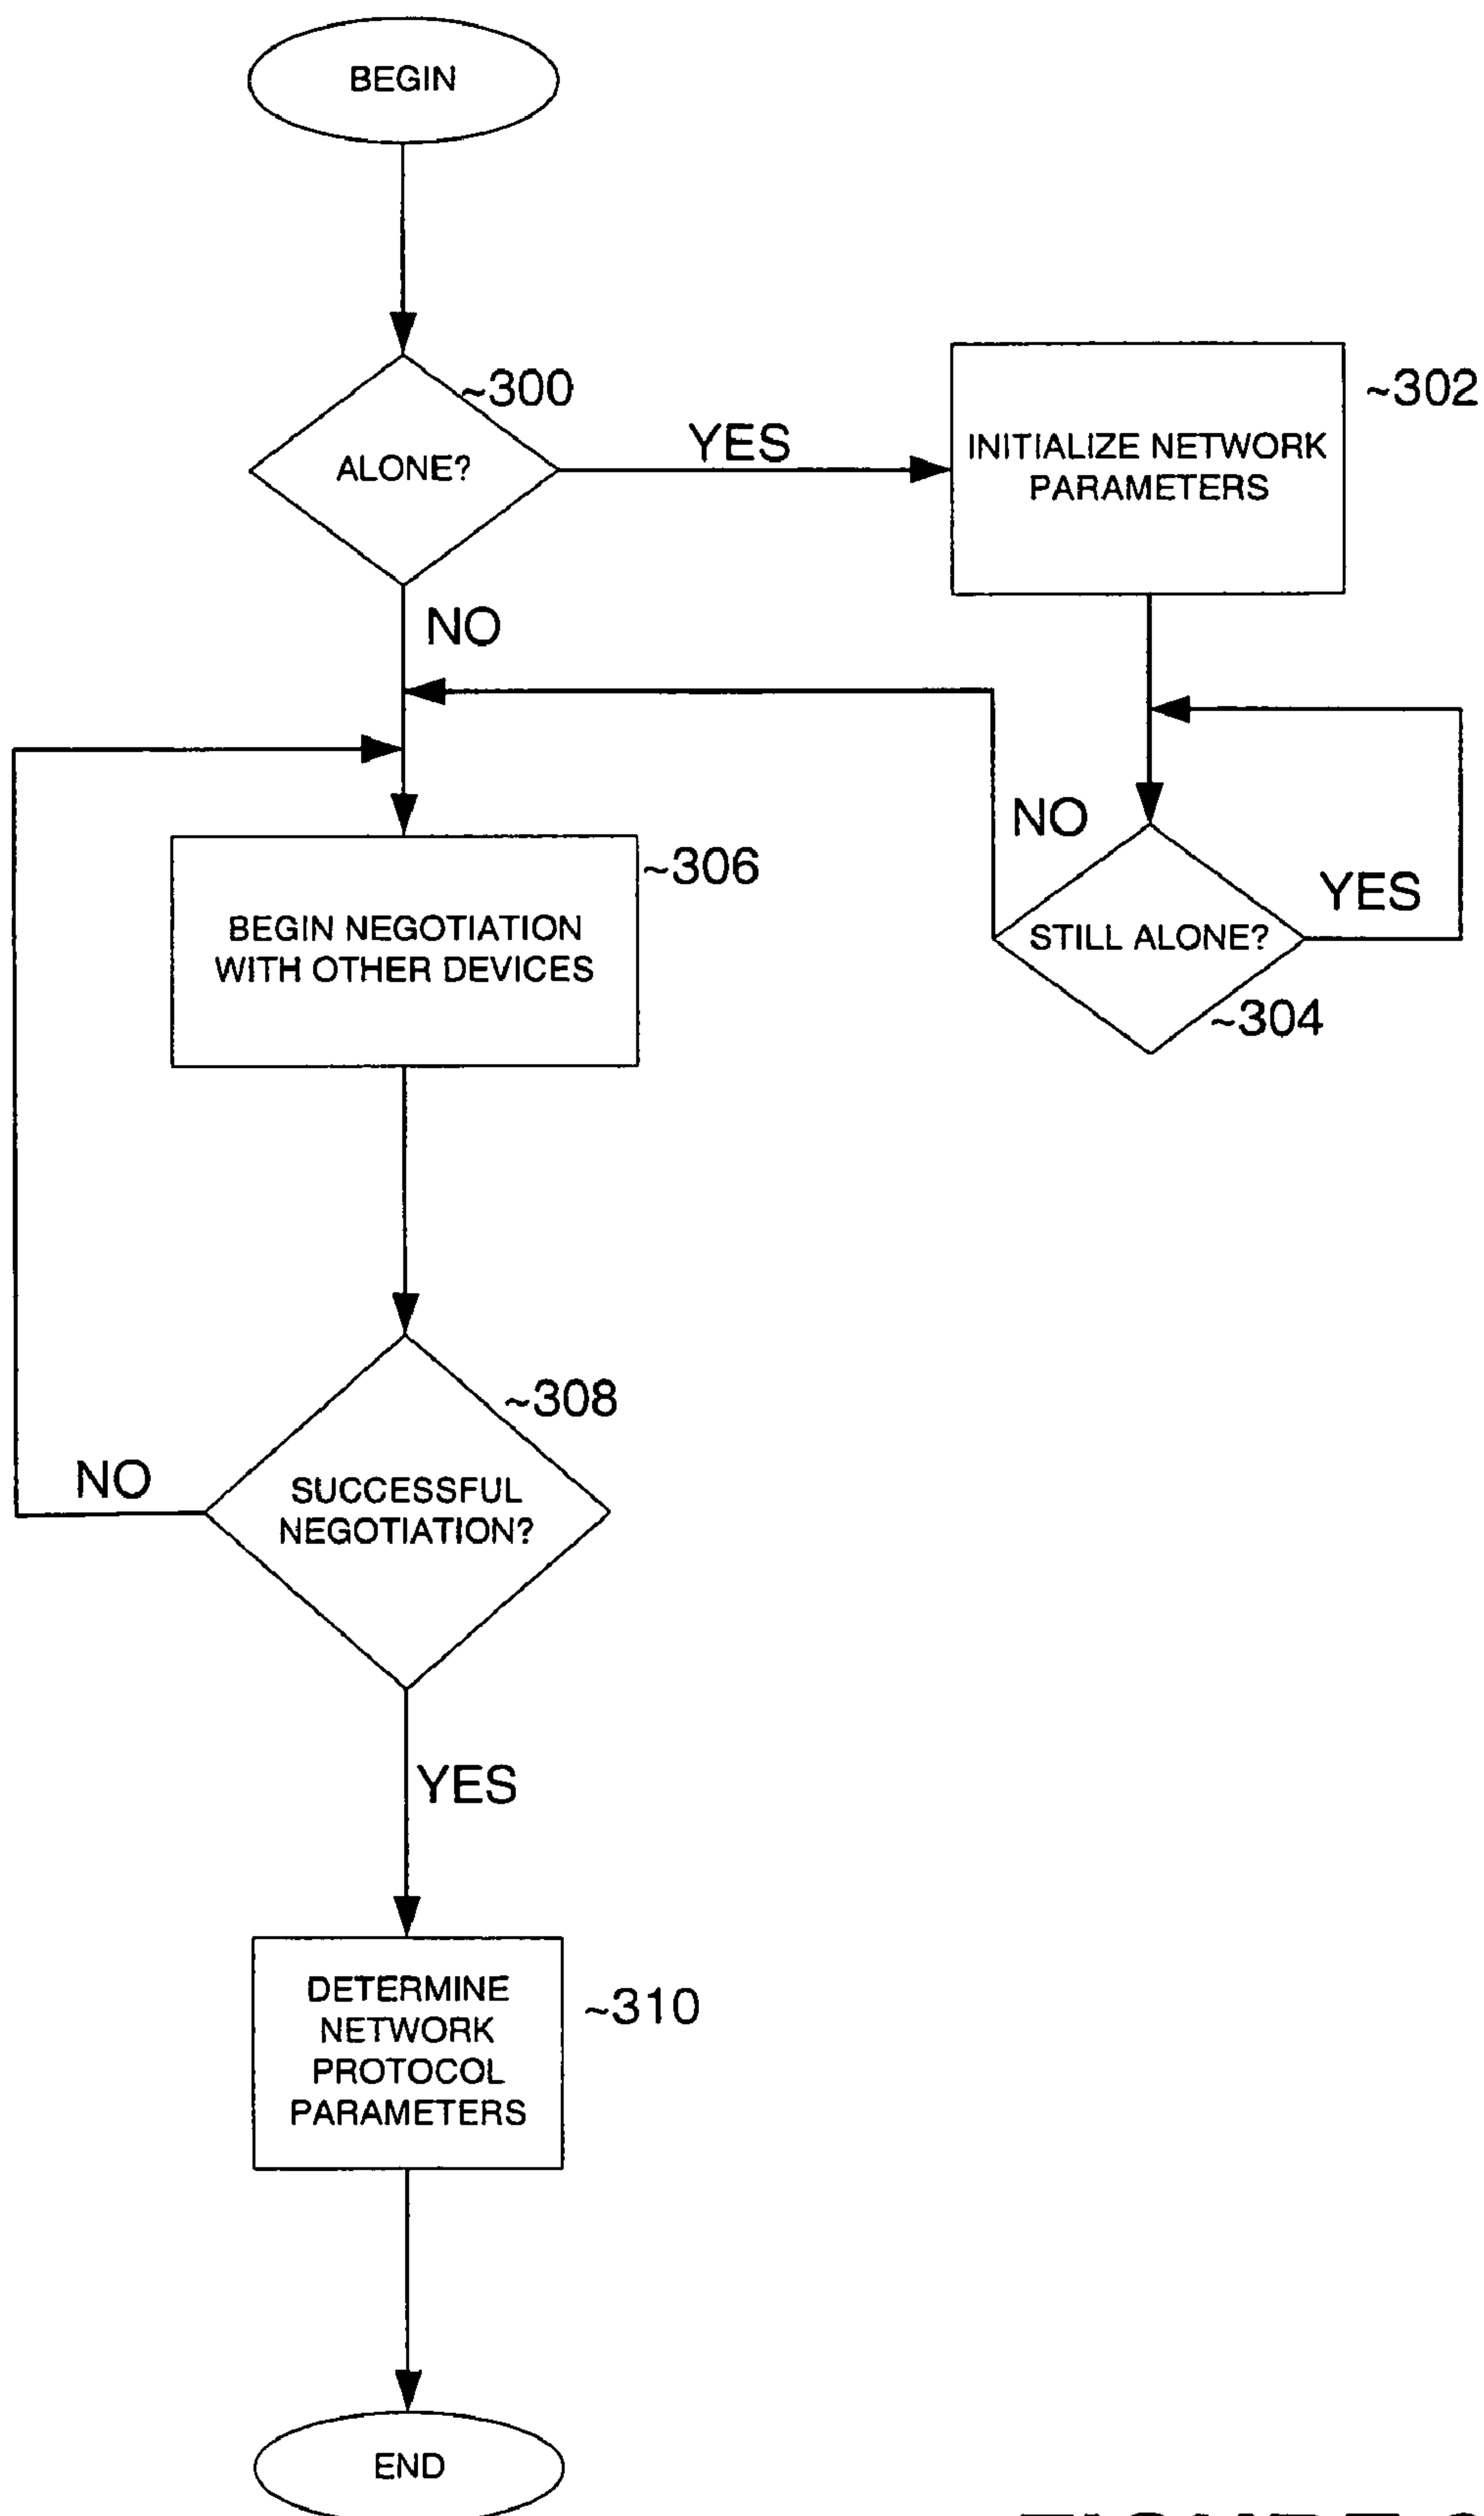 BEGIN
~300
ALONE?
YES
~302
INITIALIZE NETWORK
PARAMETERS
NO
~306
BEGIN NEGOTIATION
WITH OTHER DEVICES
NO
STILL ALONE?
YES
~304
~308
SUCCESSFUL
NEGOTIATION?
NO
YES
DETERMINE
NETWORK
PROTOCOL
PARAMETERS
~310
END